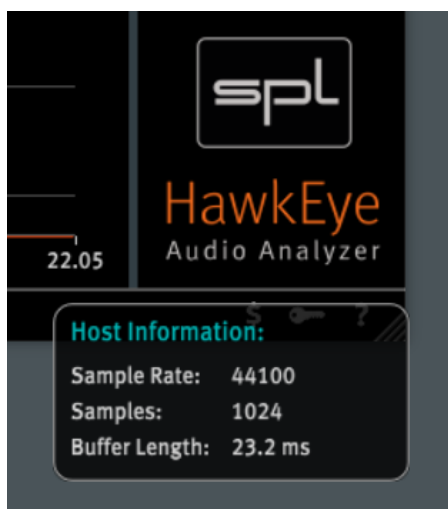 spl
HawkEye
Audio Analyzer
22.05
$ ?
Host Information:
Sample Rate: 44100
Samples: 1024
Buffer Length: 23.2 ms